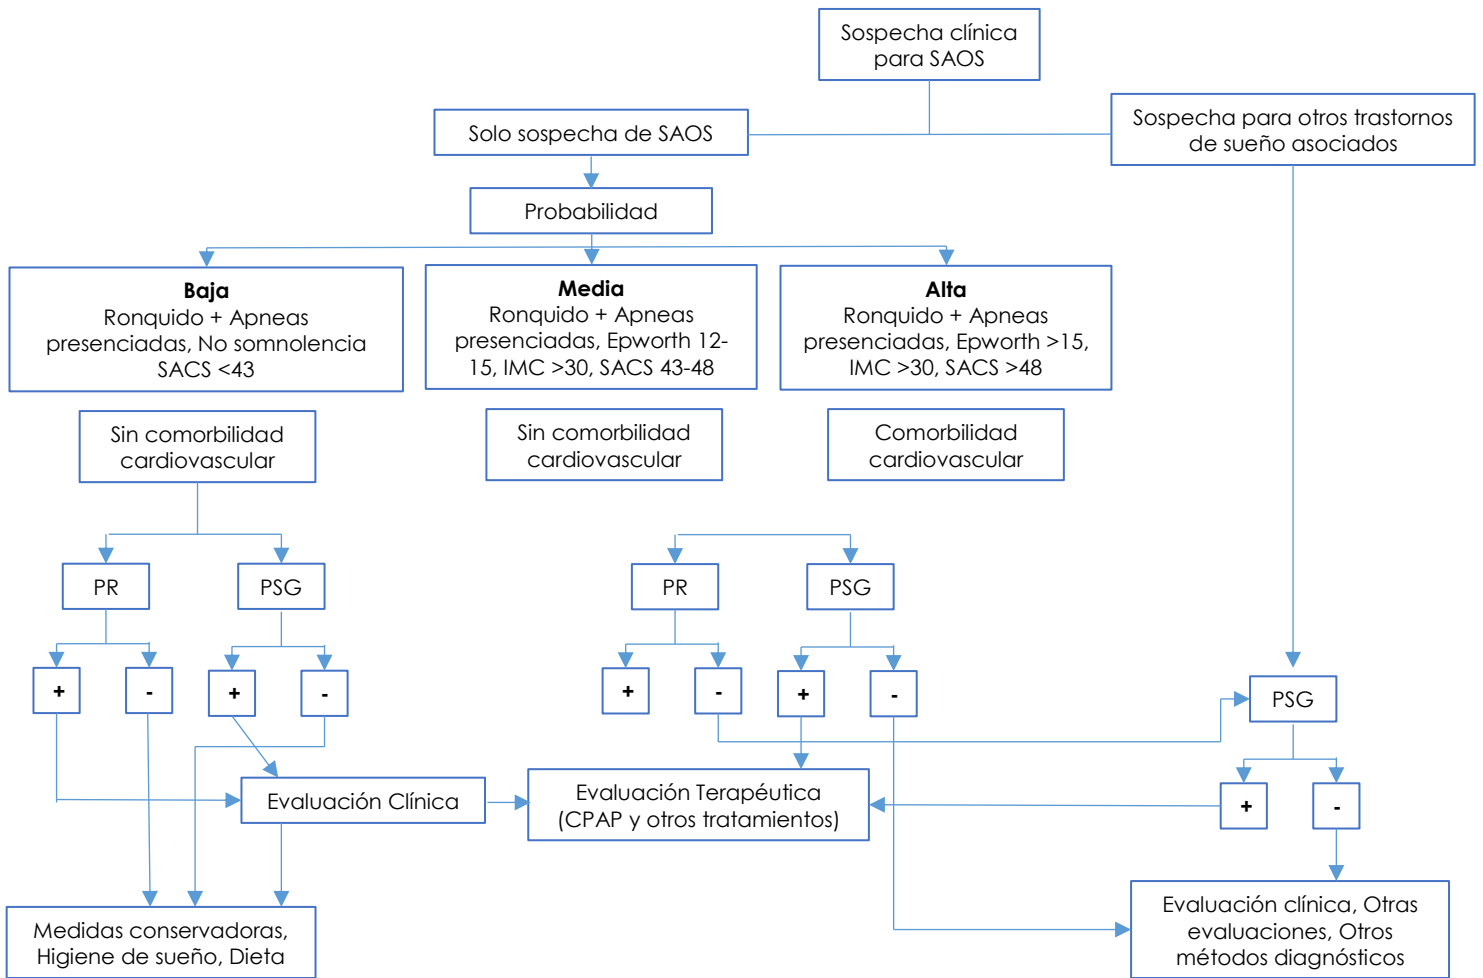 Sospecha clínica
para SAOS
Solo sospecha de SAOS
Sospecha para otros trastornos
de sueño asociados
Probabilidad
Baja
Ronquido + Apneas
presenciadas, No somnolencia
SACS <43
Media
Ronquido + Apneas
presenciadas, Epworth 12-
15, IMC >30, SACS 43-48
Alta
Ronquido + Apneas
presenciadas, Epworth >15,
IMC >30, SACS >48
Sin comorbilidad
cardiovascular
Sin comorbilidad
cardiovascular
Comorbilidad
cardiovascular
PR
PSG
PR
PSG
+
-
+
-
+
-
+
-
PSG
+
-
Evaluación Clínica
Evaluación Terapéutica
(CPAP y otros tratamientos)
Medidas conservadoras,
Higiene de sueño, Dieta
Evaluación clínica, Otras
evaluaciones, Otros
métodos diagnósticos